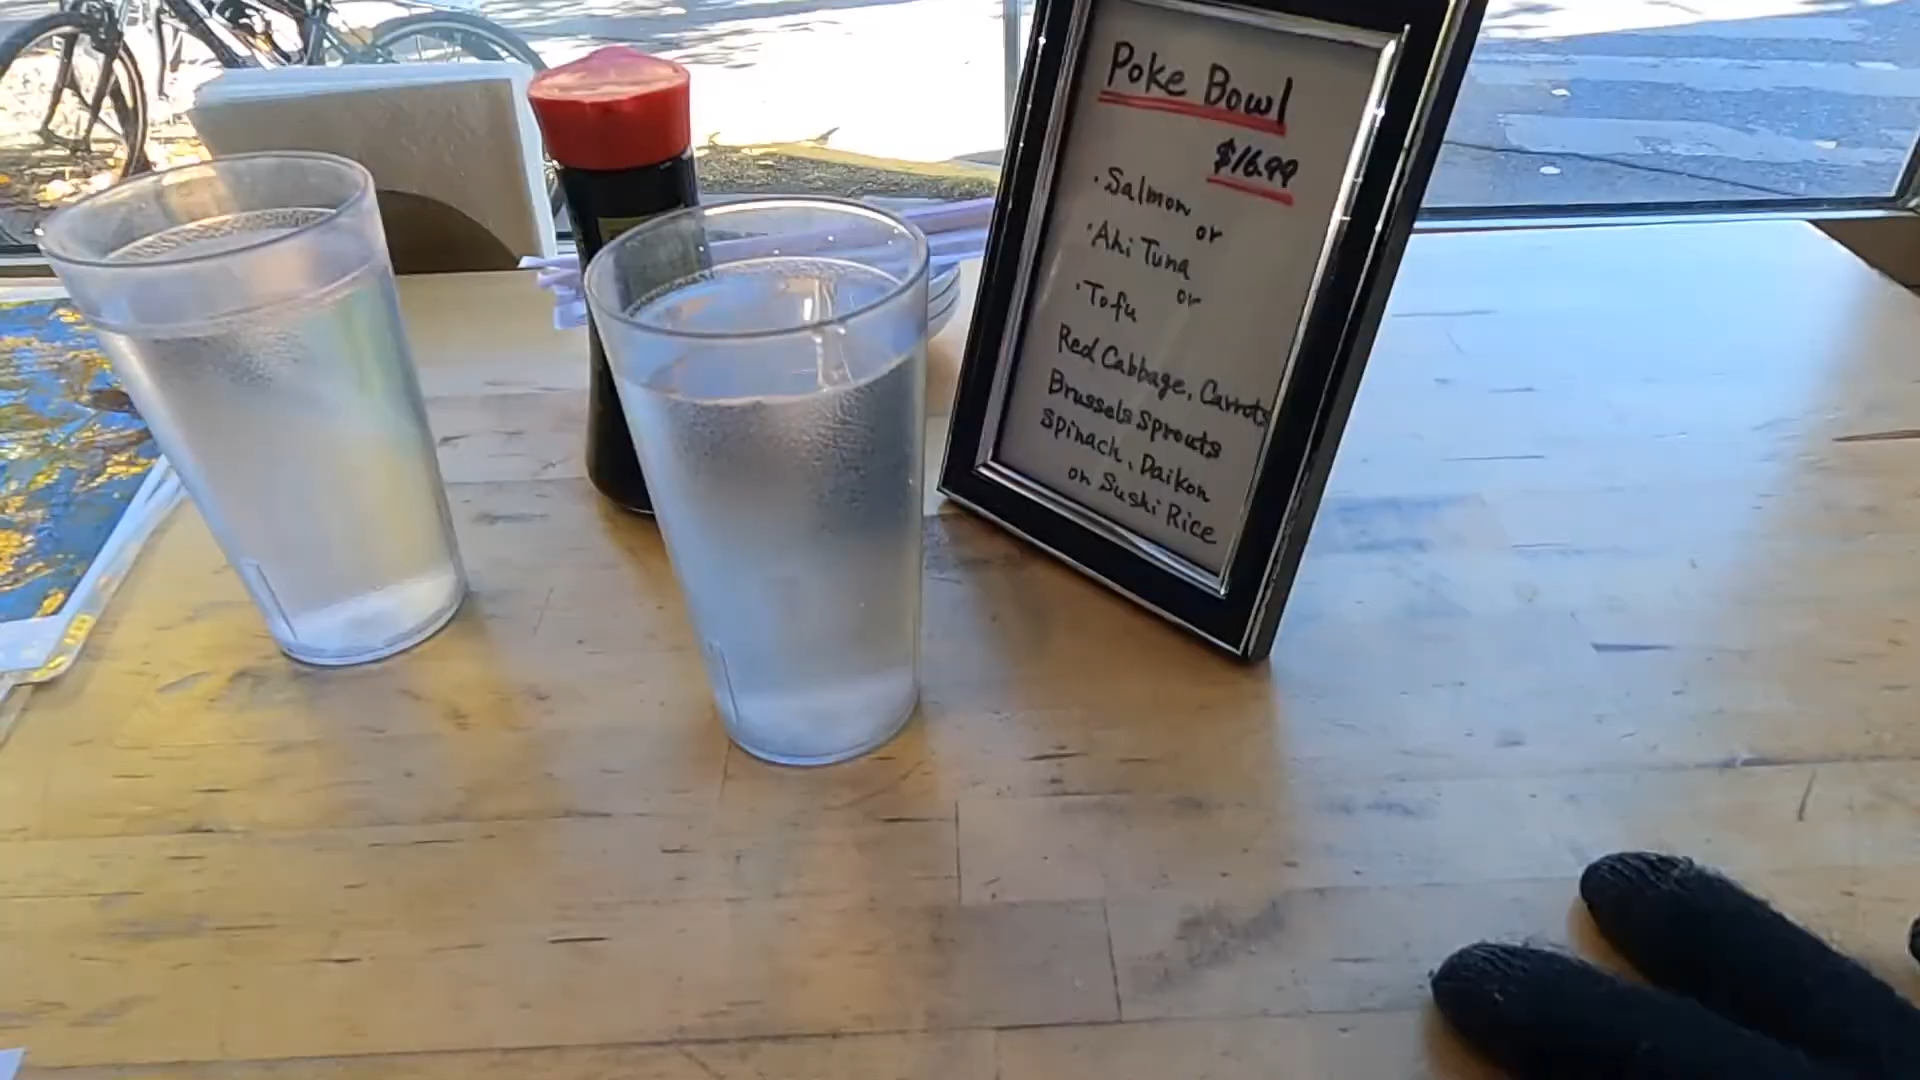 Poke Bowl
$16.99
· Salmon or
· Ahi Tuna or
· Tofu
Red Cabbage, Carrots
Brussels Sprouts
Spinach, Daikon
on Sushi Rice